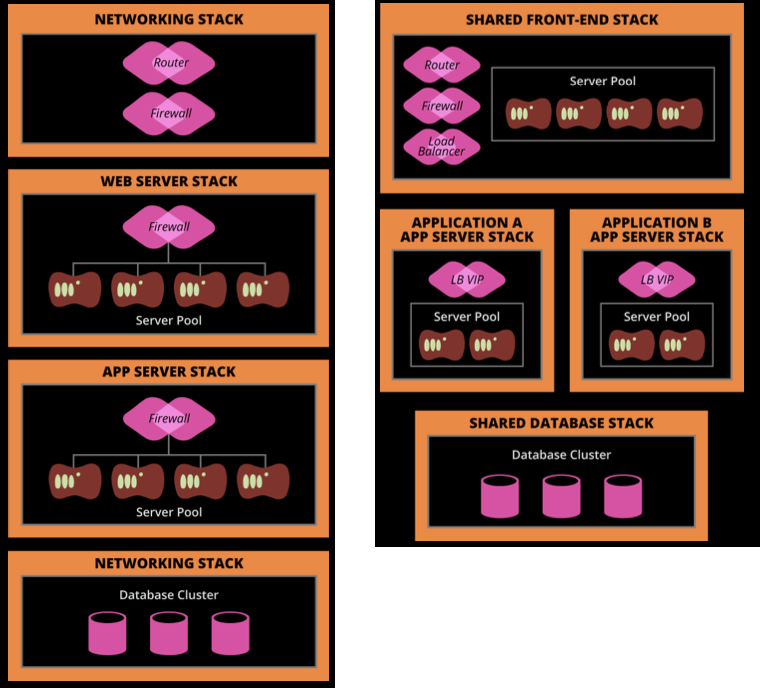 NETWORKING STACK
Router
Firewall
WEB SERVER STACK
Firewall
Server Pool
APP SERVER STACK
Firewall
Server Pool
NETWORKING STACK
Database Cluster
SHARED FRONT-END STACK
Router
Firewall
Load
Balancer
Server Pool
APPLICATION A
APP SERVER STACK
LB VIP
Server Pool
APPLICATION B
APP SERVER STACK
LB VIP
Server Pool
SHARED DATABASE STACK
Database Cluster